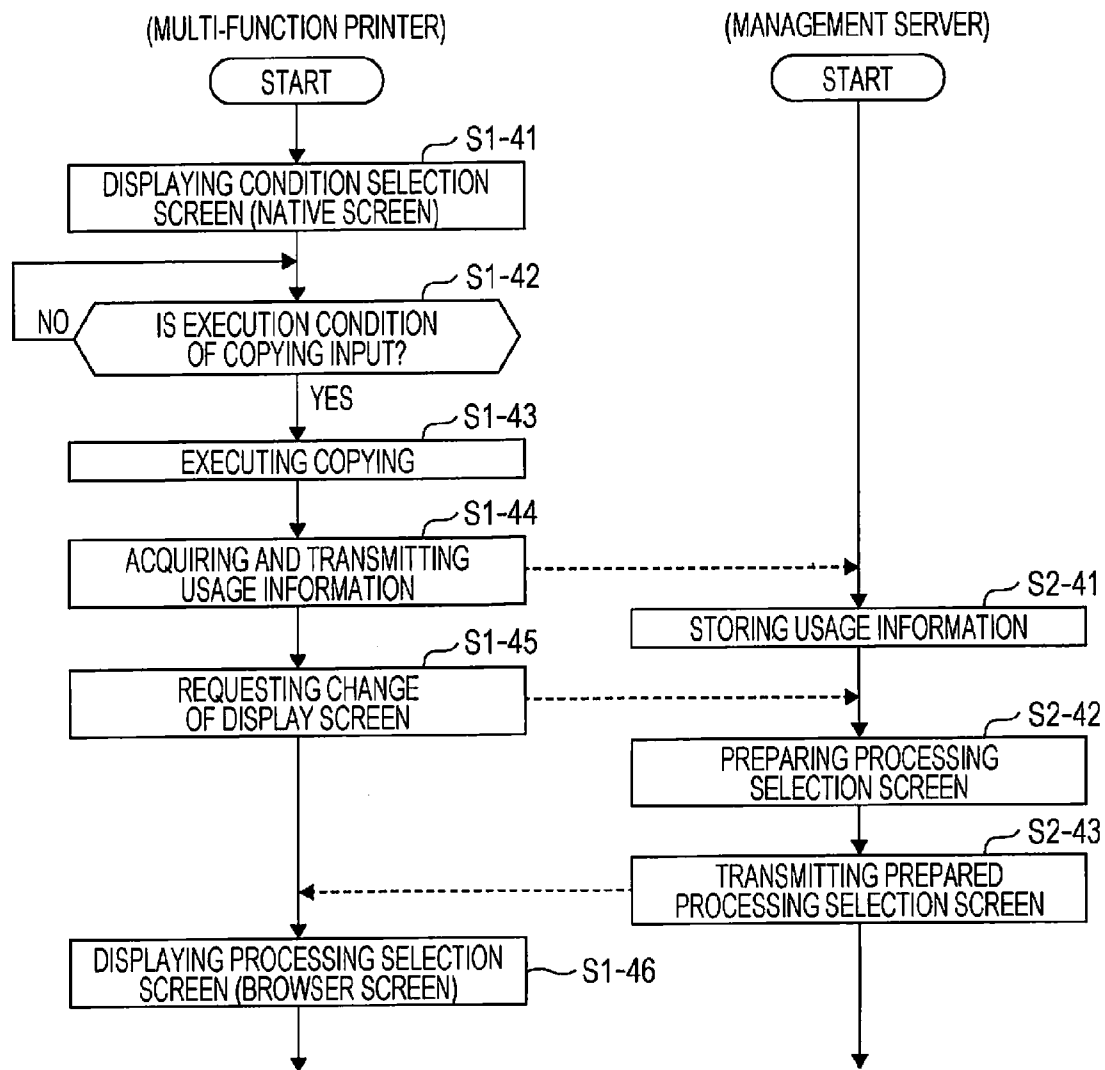 (MULTI-FUNCTION PRINTER)
(MANAGEMENT SERVER)
START
START
S1-41
DISPLAYING CONDITION SELECTION
SCREEN (NATIVE SCREEN)
S1-42
NO
IS EXECUTION CONDITION
OF COPYING INPUT?
YES
S1-43
EXECUTING COPYING
S1-44
ACQUIRING AND TRANSMITTING
USAGE INFORMATION
S2-41
STORING USAGE INFORMATION
S1-45
REQUESTING CHANGE
OF DISPLAY SCREEN
S2-42
PREPARING PROCESSING
SELECTION SCREEN
S2-43
TRANSMITTING PREPARED
PROCESSING SELECTION SCREEN
DISPLAYING PROCESSING SELECTION
SCREEN (BROWSER SCREEN)
S1-46